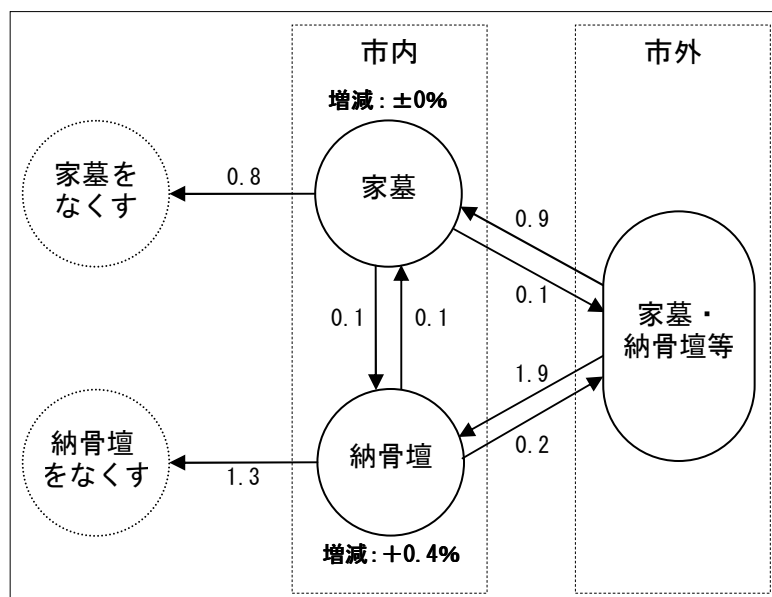 市内
市外
増減：±0%
家墓を
なくす
0.8
家墓
0.9
0.1
0.1
0.1
家墓・
納骨壇等
1.9
0.2
納骨壇
をなくす
1.3
納骨壇
増減：＋0.4%